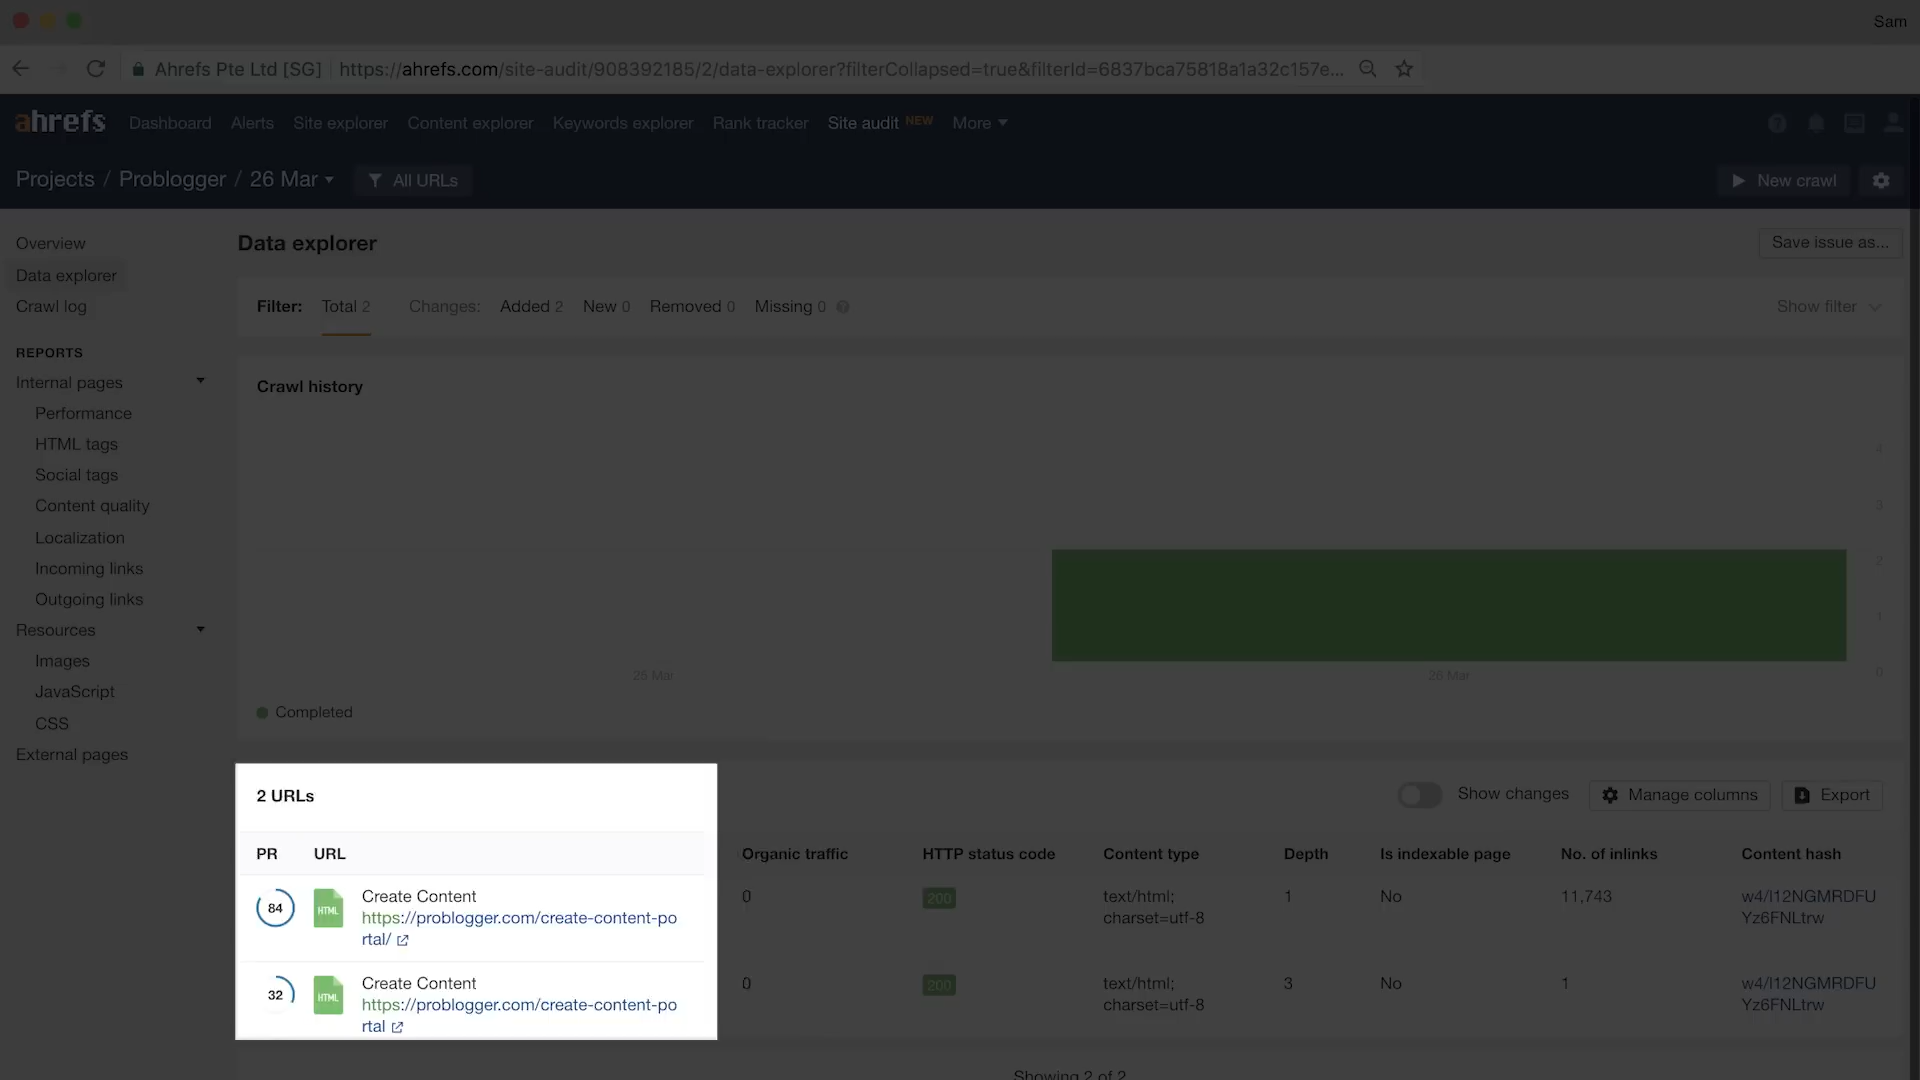 Sam
Ahrefs Pte Ltd [SG] https://ahrefs.com/site-audit/908392185/2/data-explorer?filterCollapsed=true&filterId=6837bca75818a1a32c157e...
ahrefs Dashboard Alerts Site explorer Content explorer Keywords explorer Rank tracker Site audit NEW More
Projects / Problogger / 26 Mar All URLs New crawl
Overview
Data explorer
Crawl log
REPORTS
Internal pages
Performance
HTML tags
Social tags
Content quality
Localization
Incoming links
Outgoing links
Resources
Images
JavaScript
CSS
External pages
Data explorer Save issue as...
Filter: Total 2 Changes: Added 2 New 0 Removed 0 Missing 0 ? Show filter
Crawl history
4
3
2
1
0
26 Mar 26 Mar
Completed
2 URLs Show changes Manage columns Export
PR URL Organic traffic HTTP status code Content type Depth Is indexable page No. of inlinks Content hash
84 HTML Create Content 0 200 text/html; 1 No 11,743 w4/l12NGMRDFU
https://problogger.com/create-content-po charset=utf-8 Yz6FNLtrw
rtal/
32 HTML Create Content 0 200 text/html; 3 No 1 w4/l12NGMRDFU
https://problogger.com/create-content-po charset=utf-8 Yz6FNLtrw
rtal
Showing 2 of 2